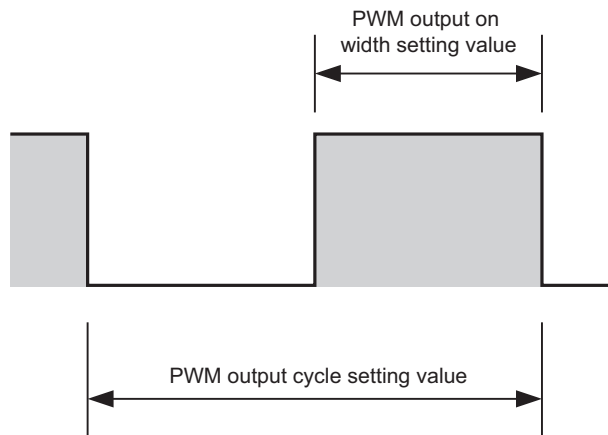 PWM output on
width setting value
PWM output cycle setting value